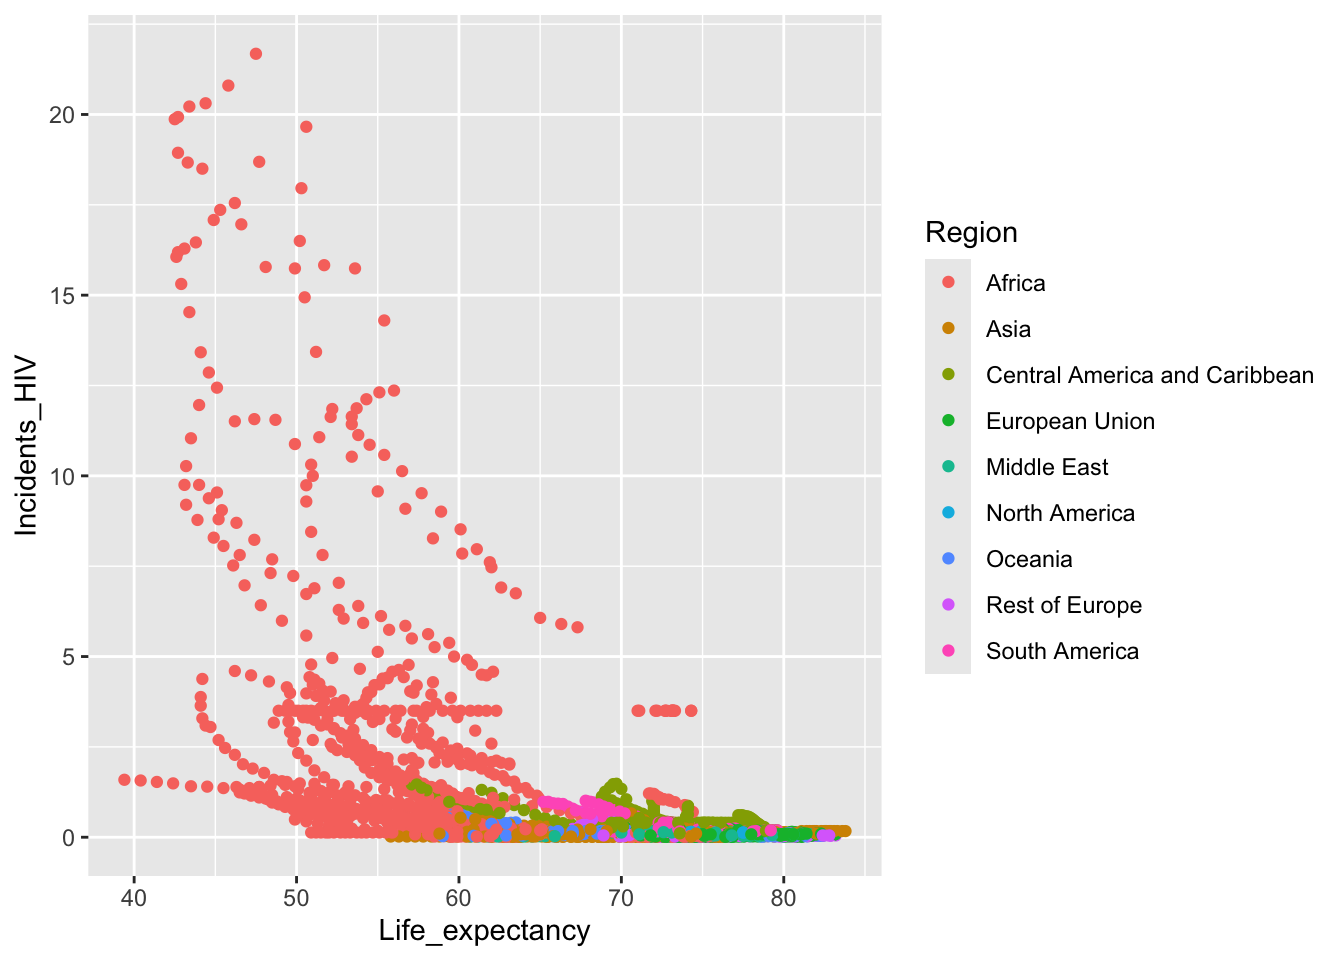 20
15
10
5
0
Incidents_HIV
40 50 60 70 80
Life_expectancy
Region
Africa
Asia
Central America and Caribbean
European Union
Middle East
North America
Oceania
Rest of Europe
South America